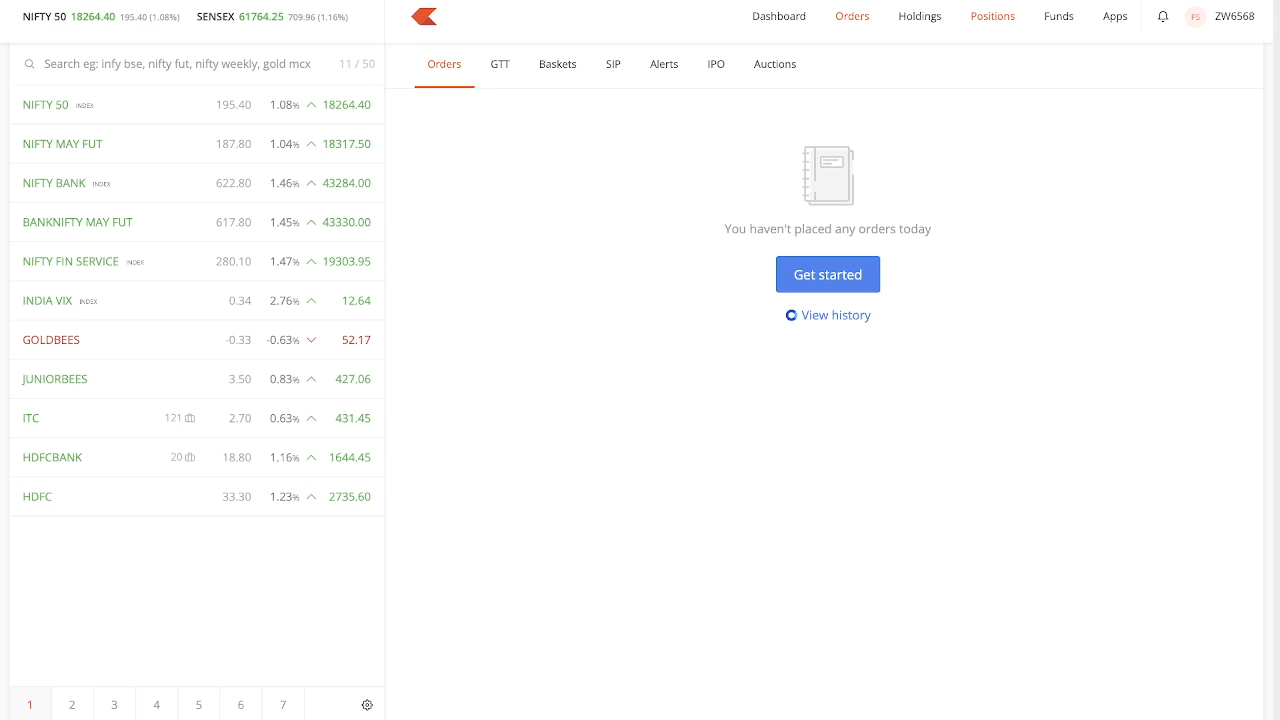 NIFTY 50 18264.40 195.40 (1.08%) SENSEX 61764.25 709.96 (1.16%)
Dashboard Orders Holdings Positions Funds Apps PS ZW6568
Search eg: infy bse, nifty fut, nifty weekly, gold mcx 11 / 50
Orders GTT Baskets SIP Alerts IPO Auctions
NIFTY 50 INDEX 195.40 1.08% 18264.40
NIFTY MAY FUT 187.80 1.04% 18317.50
NIFTY BANK INDEX 622.80 1.46% 43284.00
BANKNIFTY MAY FUT 617.80 1.45% 43330.00
NIFTY FIN SERVICE INDEX 280.10 1.47% 19303.95
INDIA VIX INDEX 0.34 2.76% 12.64
GOLDBEES -0.33 -0.63% 52.17
JUNIORBEES 3.50 0.83% 427.06
ITC 121 2.70 0.63% 431.45
HDFCBANK 20 18.80 1.16% 1644.45
HDFC 33.30 1.23% 2735.60
You haven't placed any orders today
Get started
View history
1 2 3 4 5 6 7